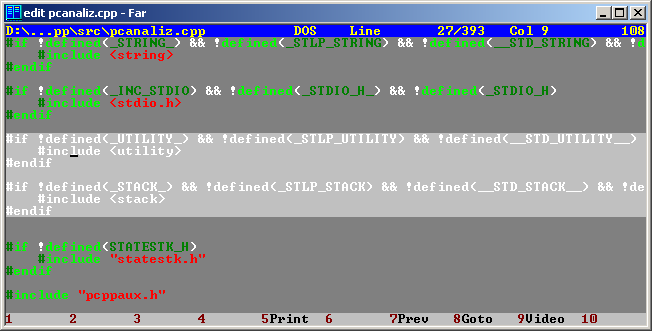 edit pcanaliz.cpp - Far
D:\...pp\src\pcanaliz.cpp DOS Line 27/393 Col 9 108
#if !defined(_STRING_) && !defined(_STLP_STRING) && !defined(__STD_STRING) && !d
#include <string>
#endif
#if !defined(_INC_STDIO) && !defined(_STDIO_H_) && !defined(_STDIO_H)
#include <stdio.h>
#endif
#if !defined(_UTILITY_) && !defined(_STLP_UTILITY) && !defined(__STD_UTILITY__)
#include <utility>
#endif
#if !defined(_STACK_) && !defined(_STLP_STACK) && !defined(__STD_STACK__) && !de
#include <stack>
#endif
#if !defined(STATESTK_H)
#include "statestk.h"
#endif
#include "pcppaux.h"
1 2 3 4 5Print 6 7Prev 8Goto 9Video 10